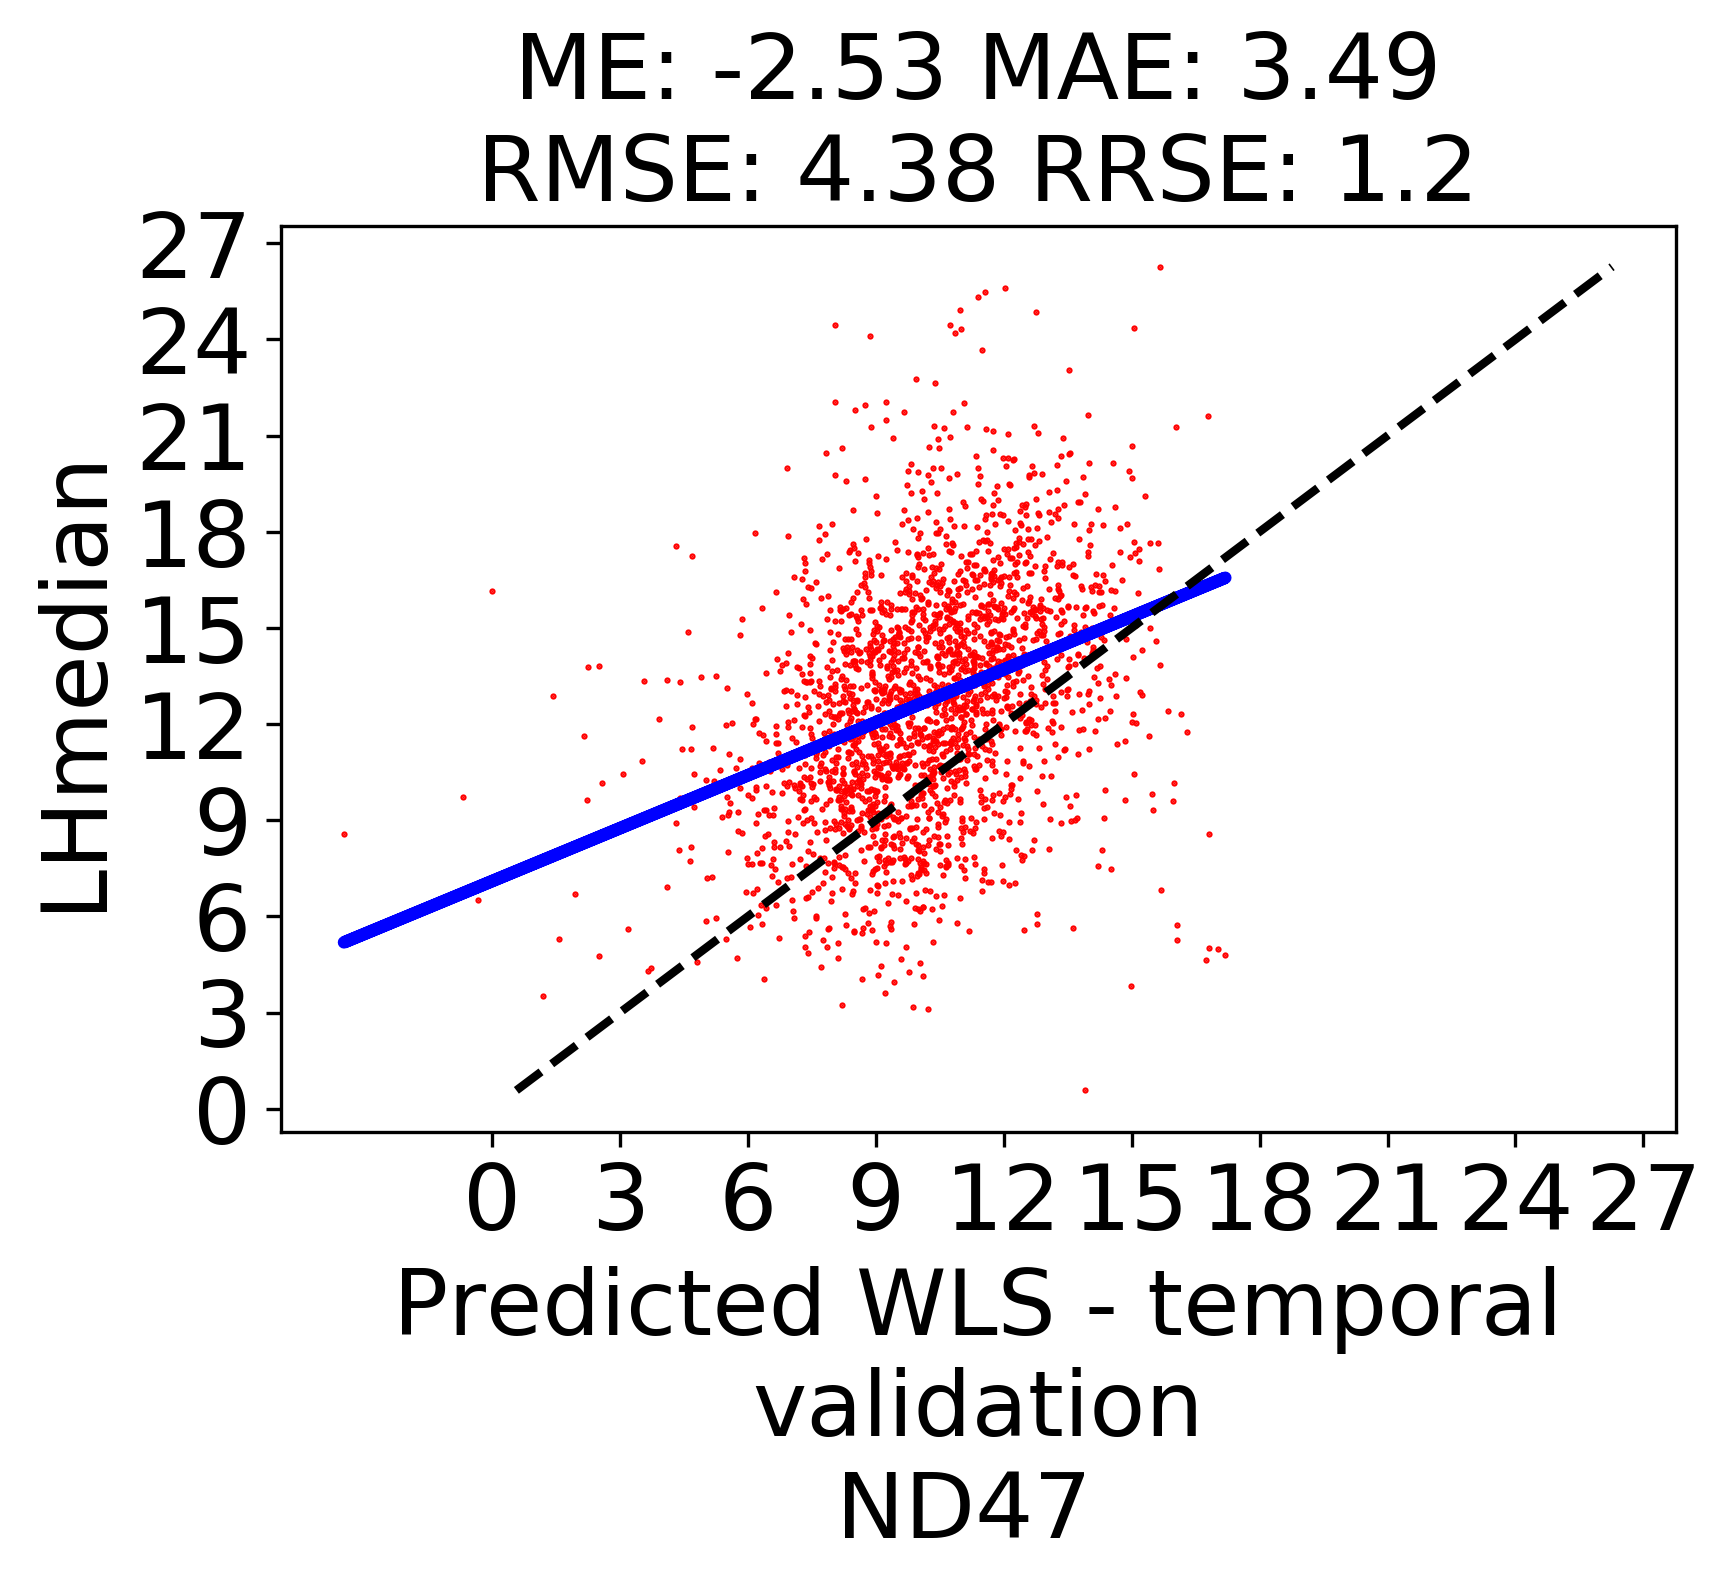 ME: -2.53 MAE: 3.49
RMSE: 4.38 RRSE: 1.2
27
24
21
18
15
12
9
6
3
0
LHmedian
0 3 6 9 12 15 18 21 24 27
Predicted WLS - temporal
validation
ND47